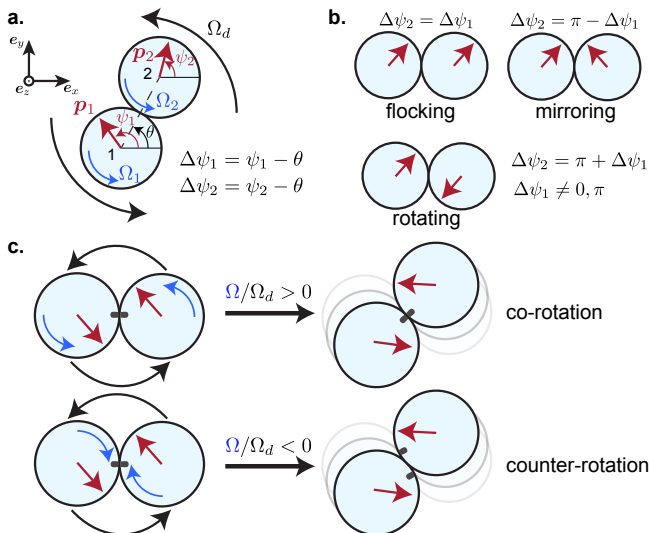 a.
Ω_d
e_y
e_x
e_z
p_2
ψ_2
2
Ω_2
p_1
ψ_1
θ
1
Ω_1
Δψ_1 = ψ_1 − θ
Δψ_2 = ψ_2 − θ
b.
Δψ_2 = Δψ_1
flocking
Δψ_2 = π − Δψ_1
mirroring
Δψ_2 = π + Δψ_1
Δψ_1 ≠ 0, π
rotating
c.
Ω/Ω_d > 0
co-rotation
Ω/Ω_d < 0
counter-rotation